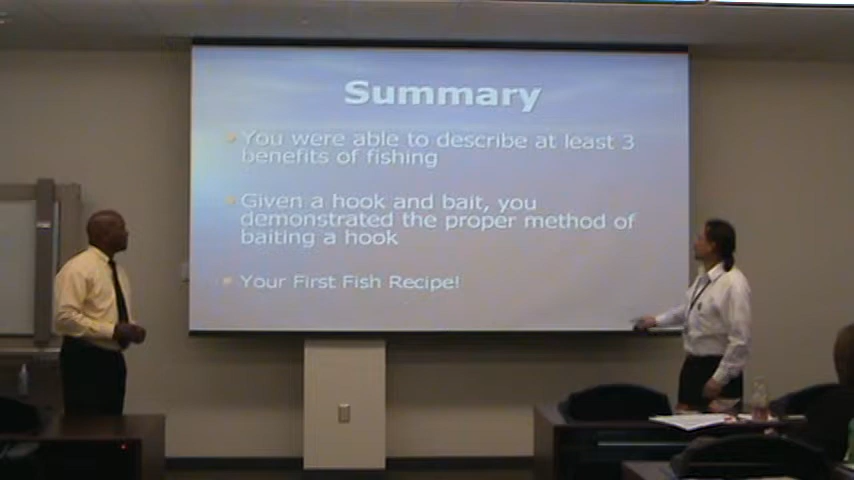 Summary
You were able to describe at least 3
benefits of fishing
Given a hook and bait, you
demonstrated the proper method of
baiting a hook
Your First Fish Recipe!